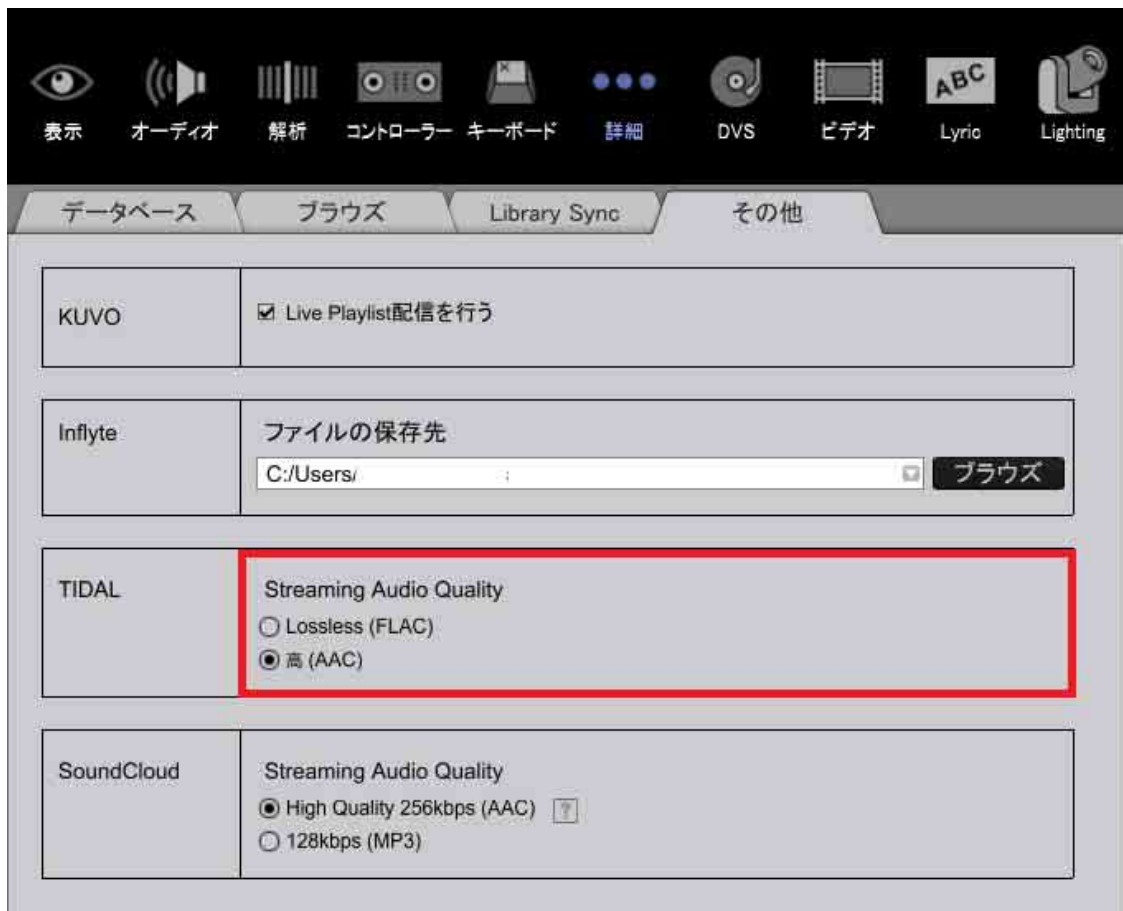 表示 オーディオ 解析 コントローラー キーボード 詳細 DVS ビデオ ABC Lyric Lighting
データベース ブラウズ Library Sync その他
KUVO
Live Playlist配信を行う
Inflyte
ファイルの保存先
C:/Users/
ブラウズ
TIDAL
Streaming Audio Quality
Lossless (FLAC)
高 (AAC)
SoundCloud
Streaming Audio Quality
High Quality 256kbps (AAC) ?
128kbps (MP3)